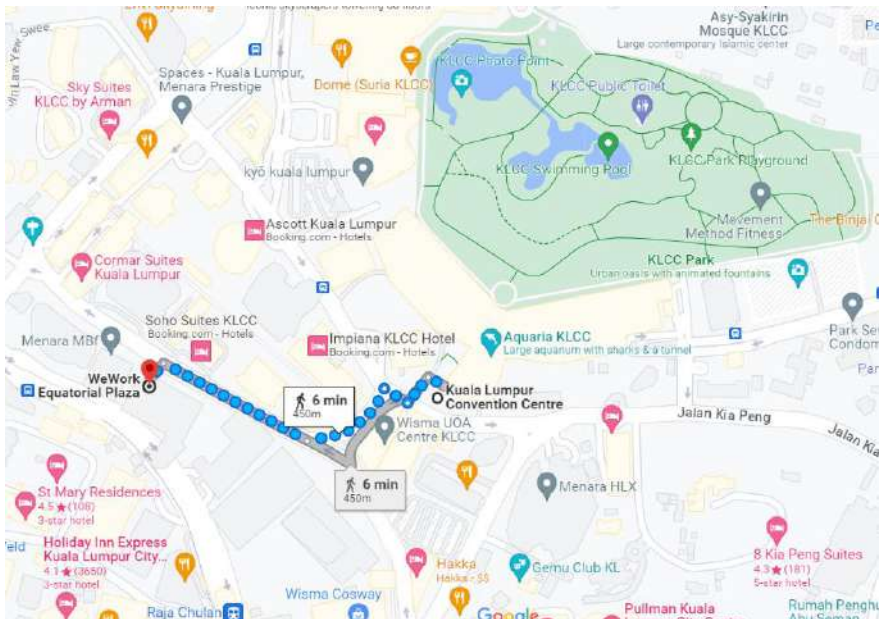 Asy-Syakirin
Mosque KLCC
Large contemporary Islamic center
Sky Suites
KLCC by Arman
Spaces - Kuala Lumpur,
Menara Prestige
Dome (Suria KLCC)
KLCC Photo Point
KLCC Public Toilet
KLCC Swimming Pool
KLCC Park Playground
kyō kuala lumpur
Movement
Method Fitness
The Binjai
Ascott Kuala Lumpur
Booking.com - Hotels
Cormar Suites
Kuala Lumpur
KLCC Park
Urban oasis with animated fountains
Soho Suites KLCC
Booking.com - Hotels
Menara MBf
Impiana KLCC Hotel
Booking.com - Hotels
Aquaria KLCC
Large aquarium with sharks & a tunnel
WeWork
Equatorial Plaza
6 min
450m
Kuala Lumpur
Convention Centre
Wisma UOA
Centre KLCC
Jalan Kia Peng
Jalan Kia
6 min
450m
Menara HLX
St Mary Residences
4.5★(108)
3-star hotel
Holiday Inn Express
Kuala Lumpur City...
4.1★(3650)
3-star hotel
8 Kia Peng Suites
4.3★(181)
5-star hotel
Hakka
Hakka - $$
Gemu Club KL
Wisma Cosway
Raja Chulan
Google
Pullman Kuala
Rumah Penghu